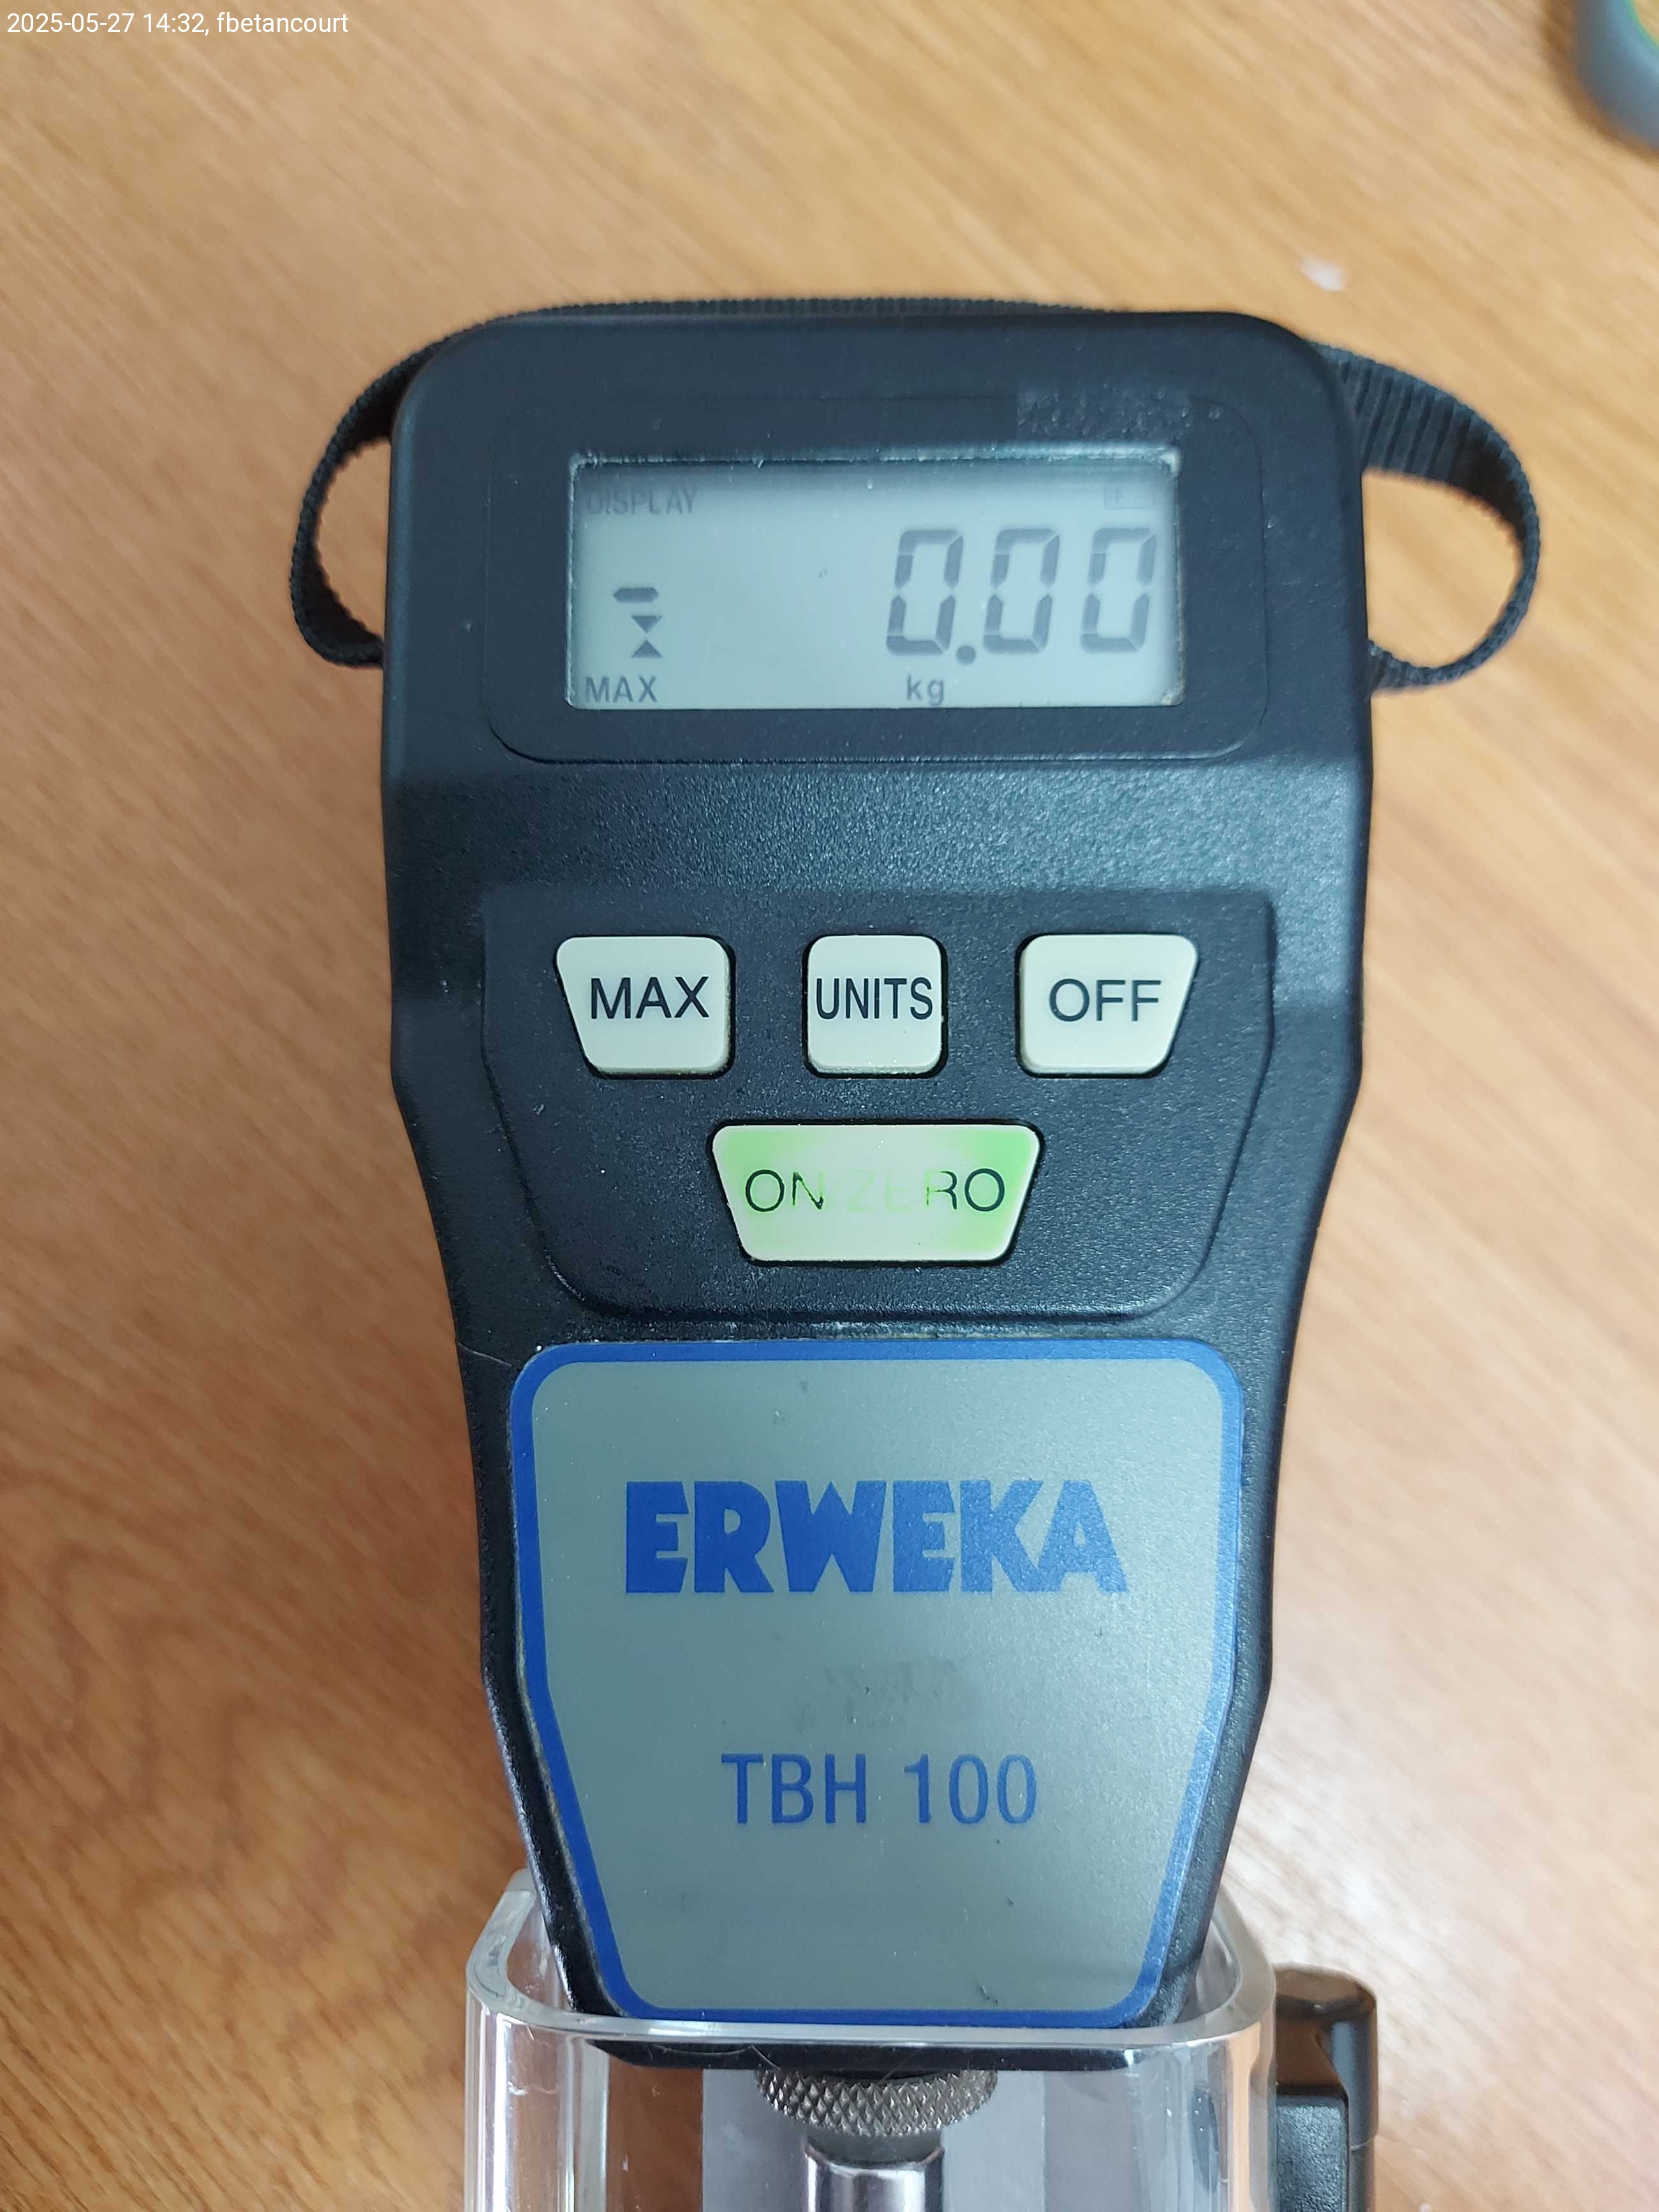 2025-05-27 14:32, fbetancourt
DISPLAY
0.00
MAX kg
MAX UNITS OFF
ON/ZERO
ERWEKA
TBH 100